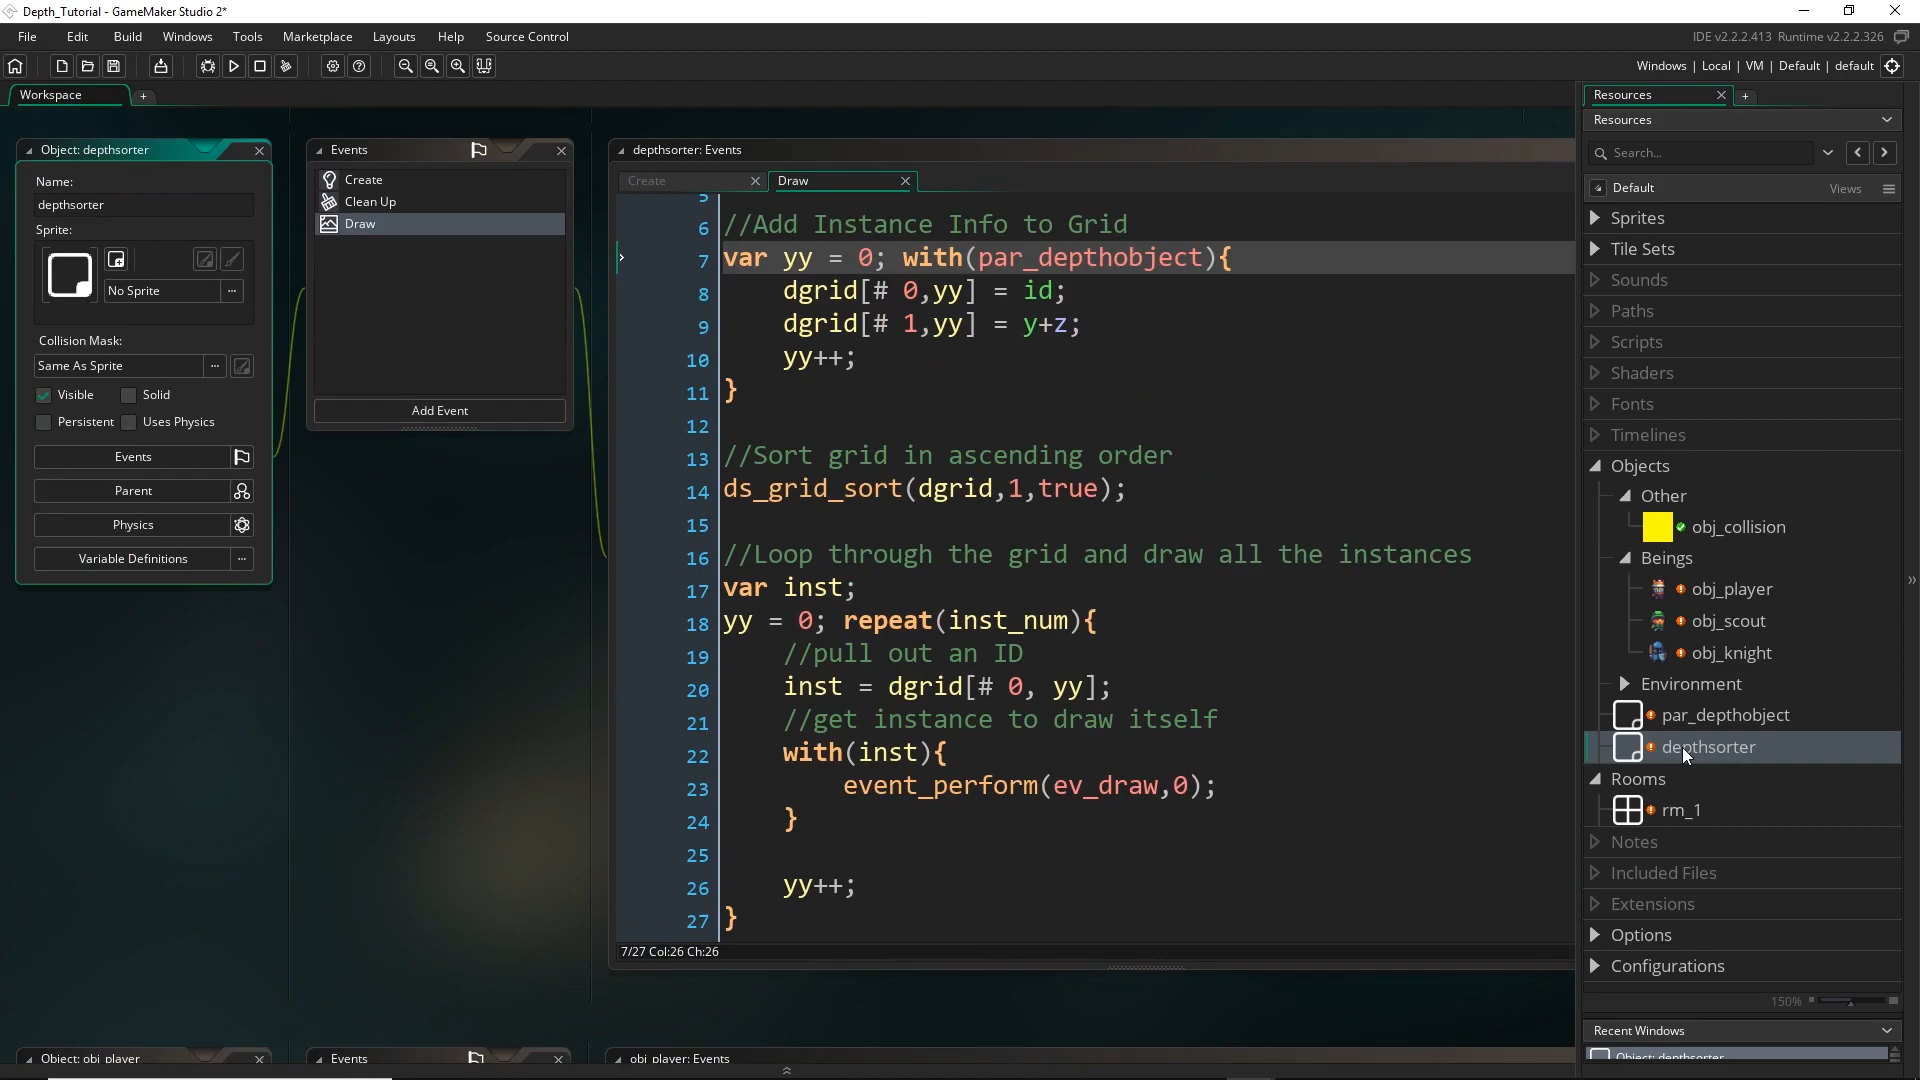 Depth_Tutorial - GameMaker Studio 2*
File Edit Build Windows Tools Marketplace Layouts Help Source Control
IDE v2.2.2.413 Runtime v2.2.2.326
Windows | Local | VM | Default | default
Workspace
+
Object: depthsorter
Name:
depthsorter
Sprite:
No Sprite
...
Collision Mask:
Same As Sprite
...
Visible
Solid
Persistent
Uses Physics
Events
Parent
Physics
Variable Definitions
...
Events
Create
Clean Up
Draw
Add Event
depthsorter: Events
Create
Draw
5
6 //Add Instance Info to Grid
7 var yy = 0; with(par_depthobject){
8 dgrid[# 0,yy] = id;
9 dgrid[# 1,yy] = y+z;
10 yy++;
11 }
12
13 //Sort grid in ascending order
14 ds_grid_sort(dgrid,1,true);
15
16 //Loop through the grid and draw all the instances
17 var inst;
18 yy = 0; repeat(inst_num){
19 //pull out an ID
20 inst = dgrid[# 0, yy];
21 //get instance to draw itself
22 with(inst){
23 event_perform(ev_draw,0);
24 }
25
26 yy++;
27 }
7/27 Col:26 Ch:26
Resources
+
Resources
Search...
Default
Views
Sprites
Tile Sets
Sounds
Paths
Scripts
Shaders
Fonts
Timelines
Objects
Other
obj_collision
Beings
obj_player
obj_scout
obj_knight
Environment
par_depthobject
depthsorter
Rooms
rm_1
Notes
Included Files
Extensions
Options
Configurations
150%
Recent Windows
Object: depthsorter
Object: obj_player
Events
obj_player: Events